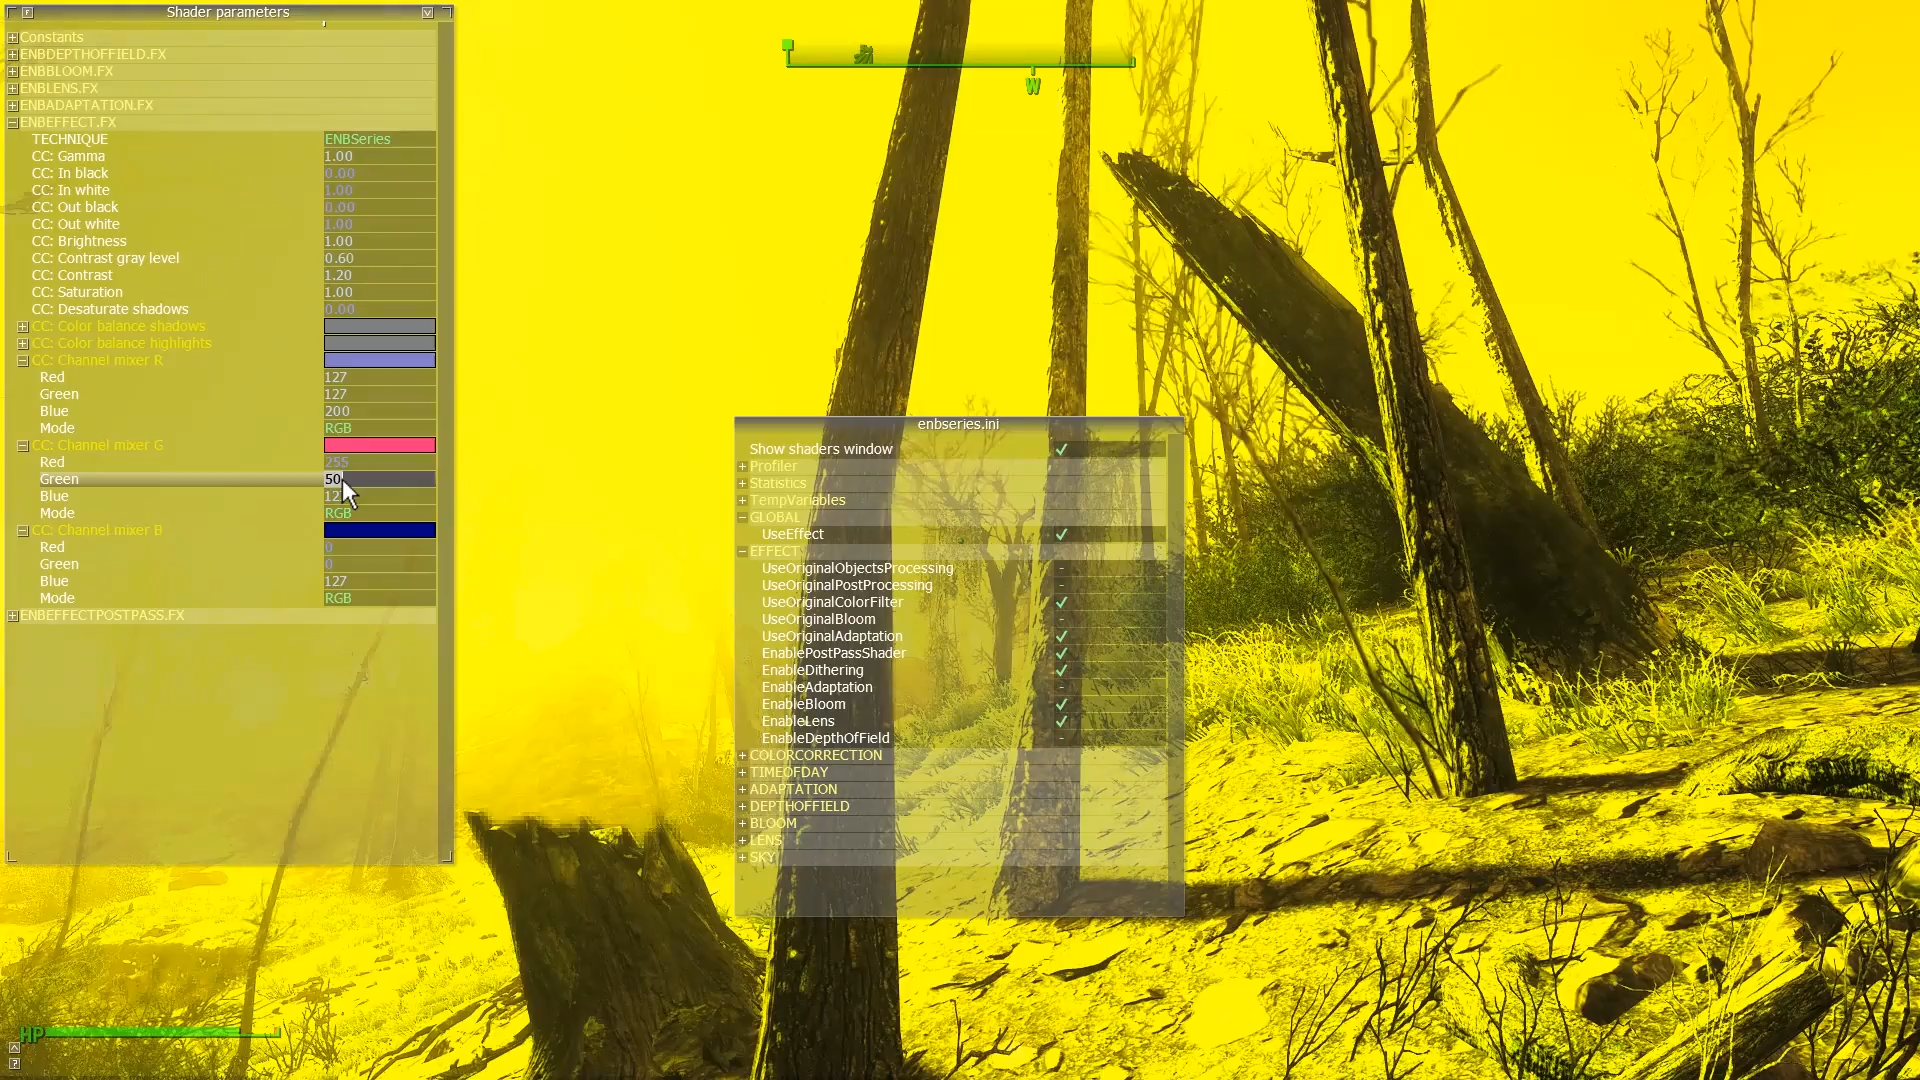 Shader parameters
Constants
ENBDEPTHOFFIELD.FX
ENBBLOOM.FX
ENBLENS.FX
ENBADAPTATION.FX
ENBEFFECT.FX
TECHNIQUE ENBSeries
CC: Gamma 1.00
CC: In black 0.00
CC: In white 1.00
CC: Out black 0.00
CC: Out white 1.00
CC: Brightness 1.00
CC: Contrast gray level 0.60
CC: Contrast 1.20
CC: Saturation 1.00
CC: Desaturate shadows 0.00
CC: Color balance shadows
CC: Color balance highlights
CC: Channel mixer R
Red 127
Green 127
Blue 200
Mode RGB
CC: Channel mixer G
Red 255
Green 50
Blue
Mode RGB
CC: Channel mixer B
Red 0
Green 0
Blue 127
Mode RGB
ENBEFFECTPOSTPASS.FX
W
enbseries.ini
Show shaders window
Profiler
Statistics
TempVariables
GLOBAL
UseEffect
EFFECT
UseOriginalObjectsProcessing
UseOriginalPostProcessing
UseOriginalColorFilter
UseOriginalBloom
UseOriginalAdaptation
EnablePostPassShader
EnableDithering
EnableAdaptation
EnableBloom
EnableLens
EnableDepthOfField
COLORCORRECTION
TIMEOFDAY
ADAPTATION
DEPTHOFFIELD
BLOOM
LENS
SKY
HP